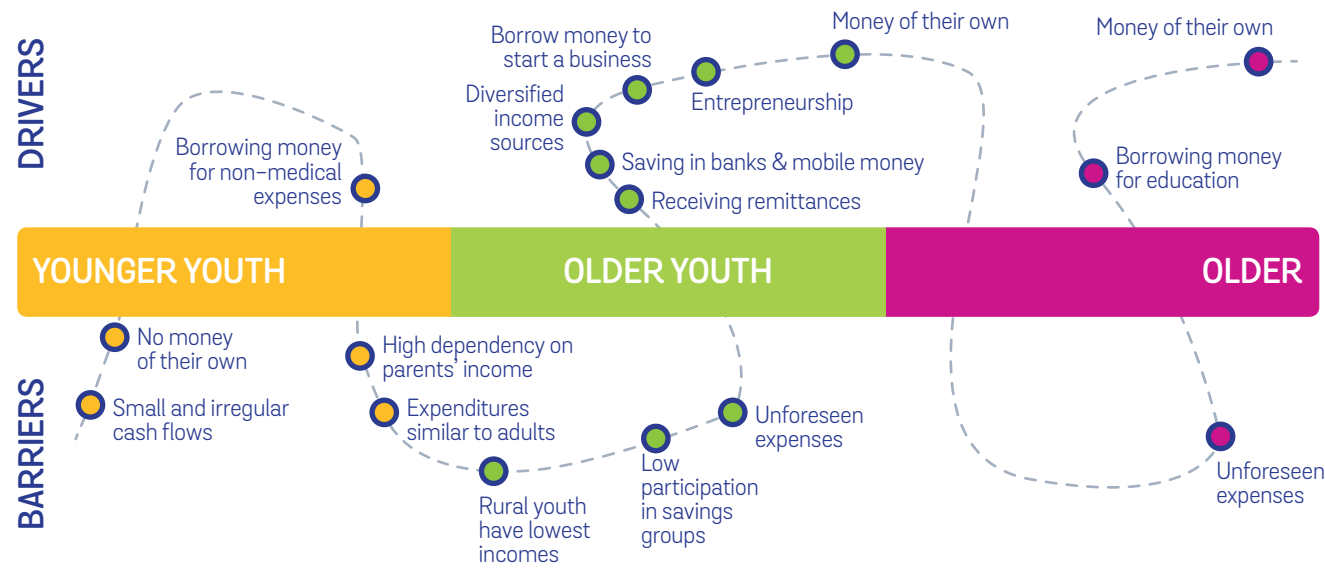 DRIVERS
Borrowing money
for non-medical
expenses
Borrow money to
start a business
Diversified
income
sources
Entrepreneurship
Money of their own
Saving in banks & mobile money
Receiving remittances
Money of their own
Borrowing money
for education
YOUNGER YOUTH
OLDER YOUTH
OLDER
BARRIERS
No money
of their own
Small and irregular
cash flows
High dependency on
parents' income
Expenditures
similar to adults
Rural youth
have lowest
incomes
Low
participation
in savings
groups
Unforeseen
expenses
Unforeseen
expenses